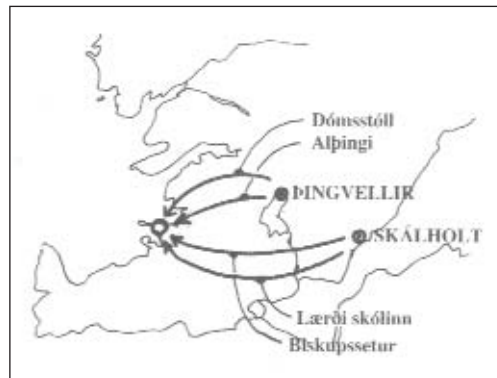 Dómsstóll
Alþingi
ÞINGVELLIR
SKÁLHOLT
Lærði skólinn
Biskupssetur